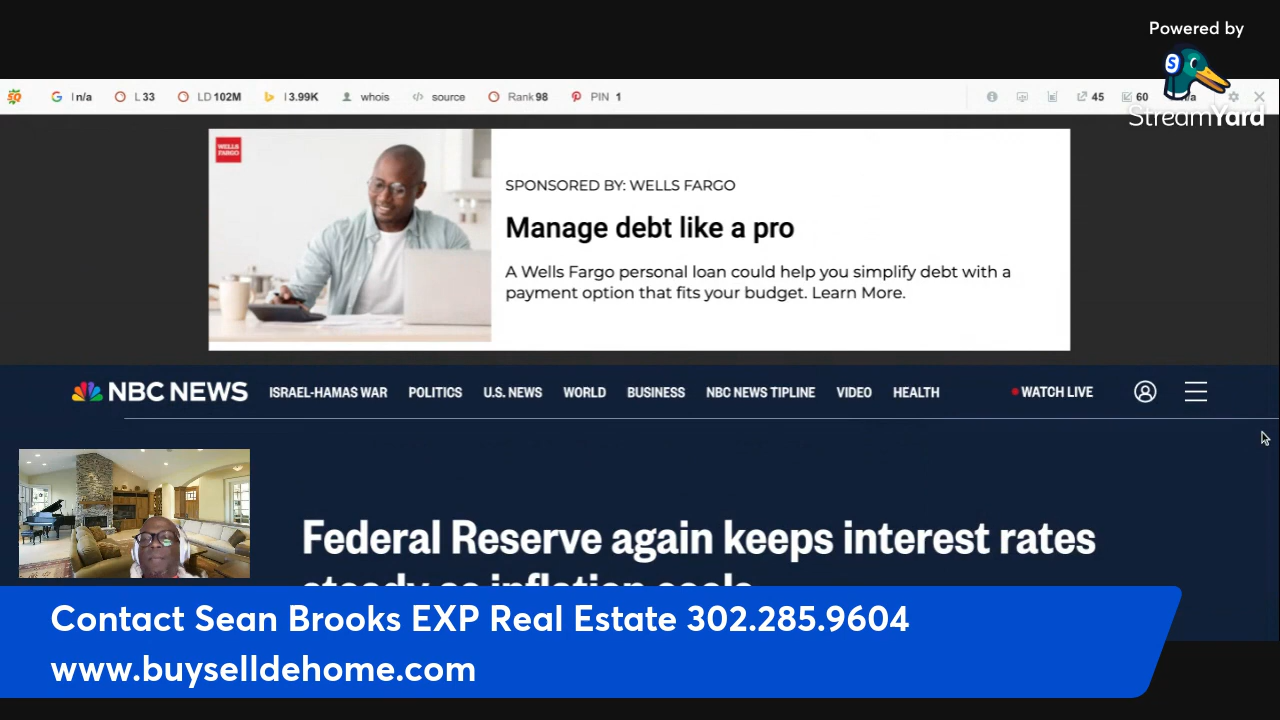 Powered by
StreamYard
n/a
L 33
LD 102M
I 3.99K
whois
source
Rank 98
PIN 1
45
60
n/a
WELLS
FARGO
SPONSORED BY: WELLS FARGO
Manage debt like a pro
A Wells Fargo personal loan could help you simplify debt with a
payment option that fits your budget. Learn More.
NBC NEWS
ISRAEL-HAMAS WAR
POLITICS
U.S. NEWS
WORLD
BUSINESS
NBC NEWS TIPLINE
VIDEO
HEALTH
WATCH LIVE
Federal Reserve again keeps interest rates
steady as inflation cools
Contact Sean Brooks EXP Real Estate 302.285.9604
www.buyselldehome.com